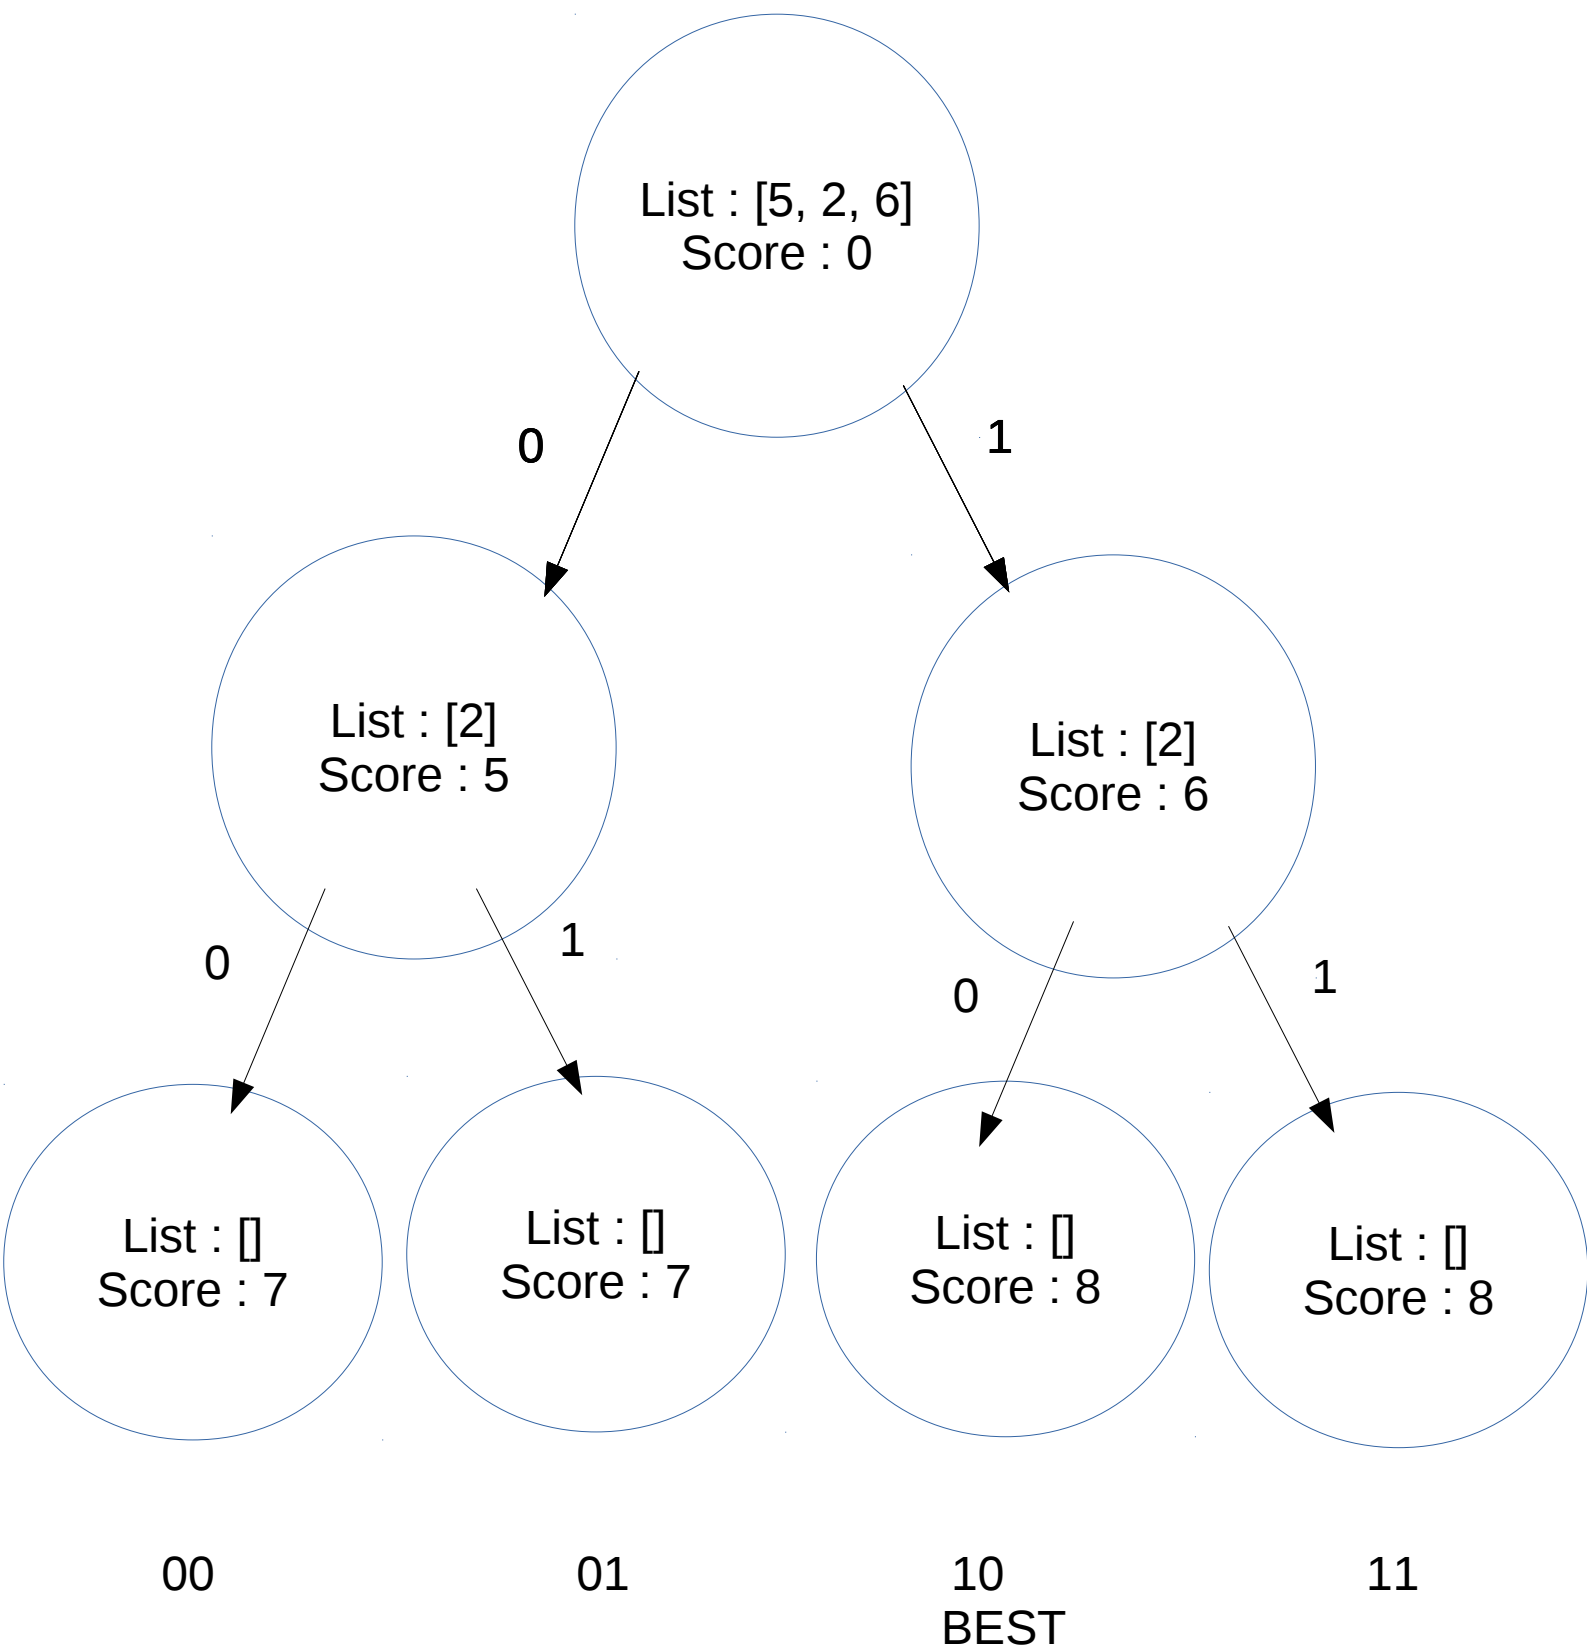 List : [5, 2, 6]
Score : 0
0
1
List : [2]
Score : 5
List : [2]
Score : 6
0
1
0
1
List : []
Score : 7
List : []
Score : 7
List : []
Score : 8
List : []
Score : 8
00
01
10
BEST
11